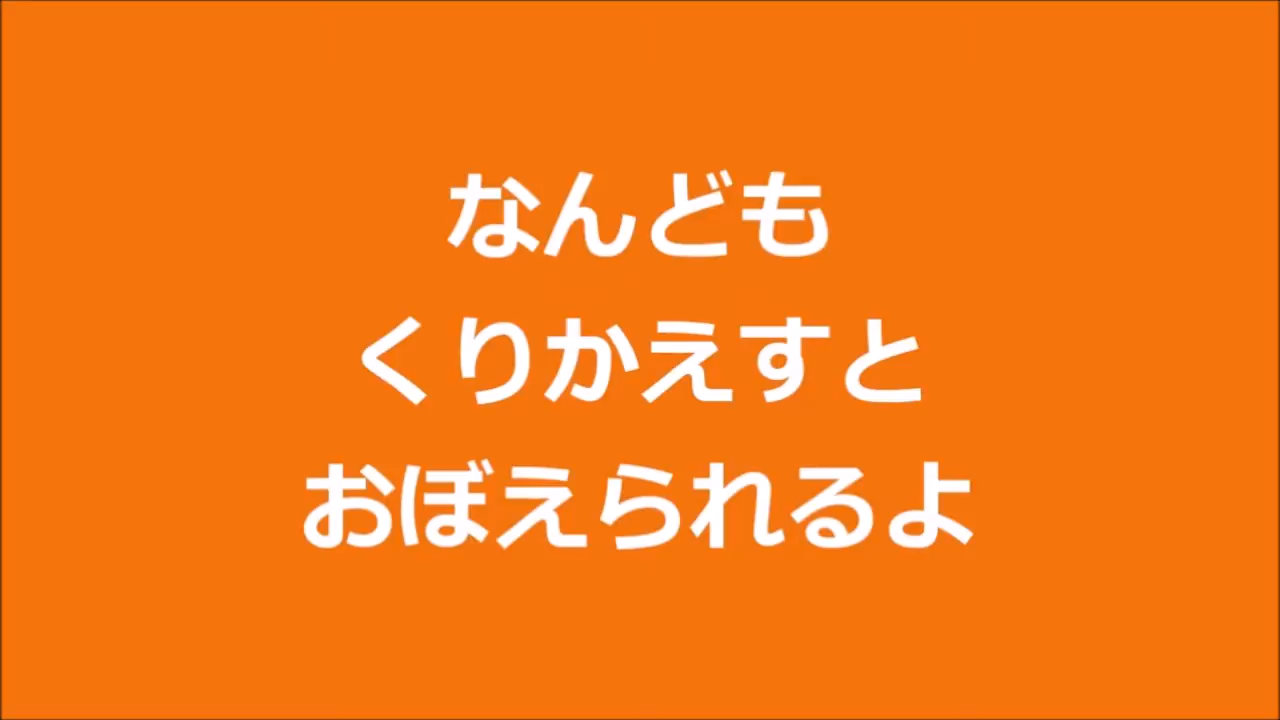 なんども
くりかえすと
おぼえられるよ